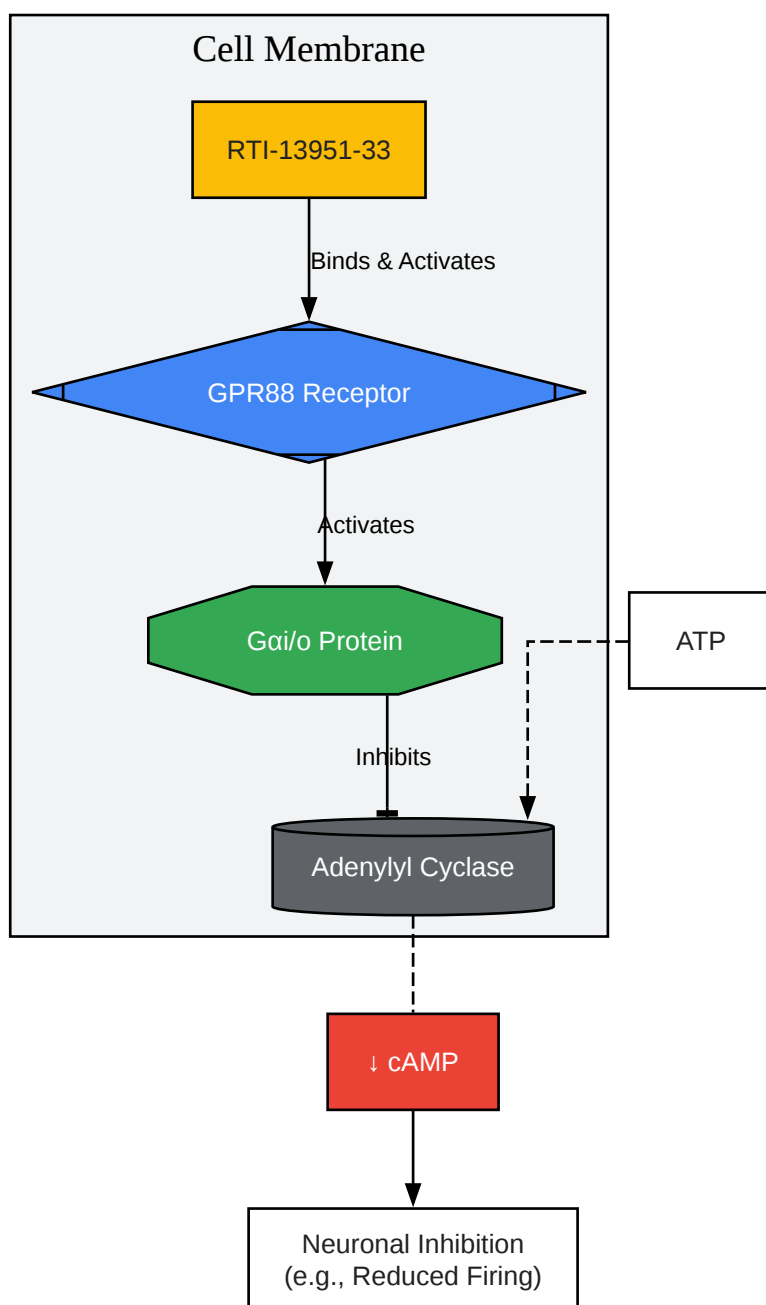 Cell Membrane
RTI-13951-33
Binds & Activates
GPR88 Receptor
Activates
Gαi/o Protein
ATP
Inhibits
Adenylyl Cyclase
↓ cAMP
Neuronal Inhibition
(e.g., Reduced Firing)